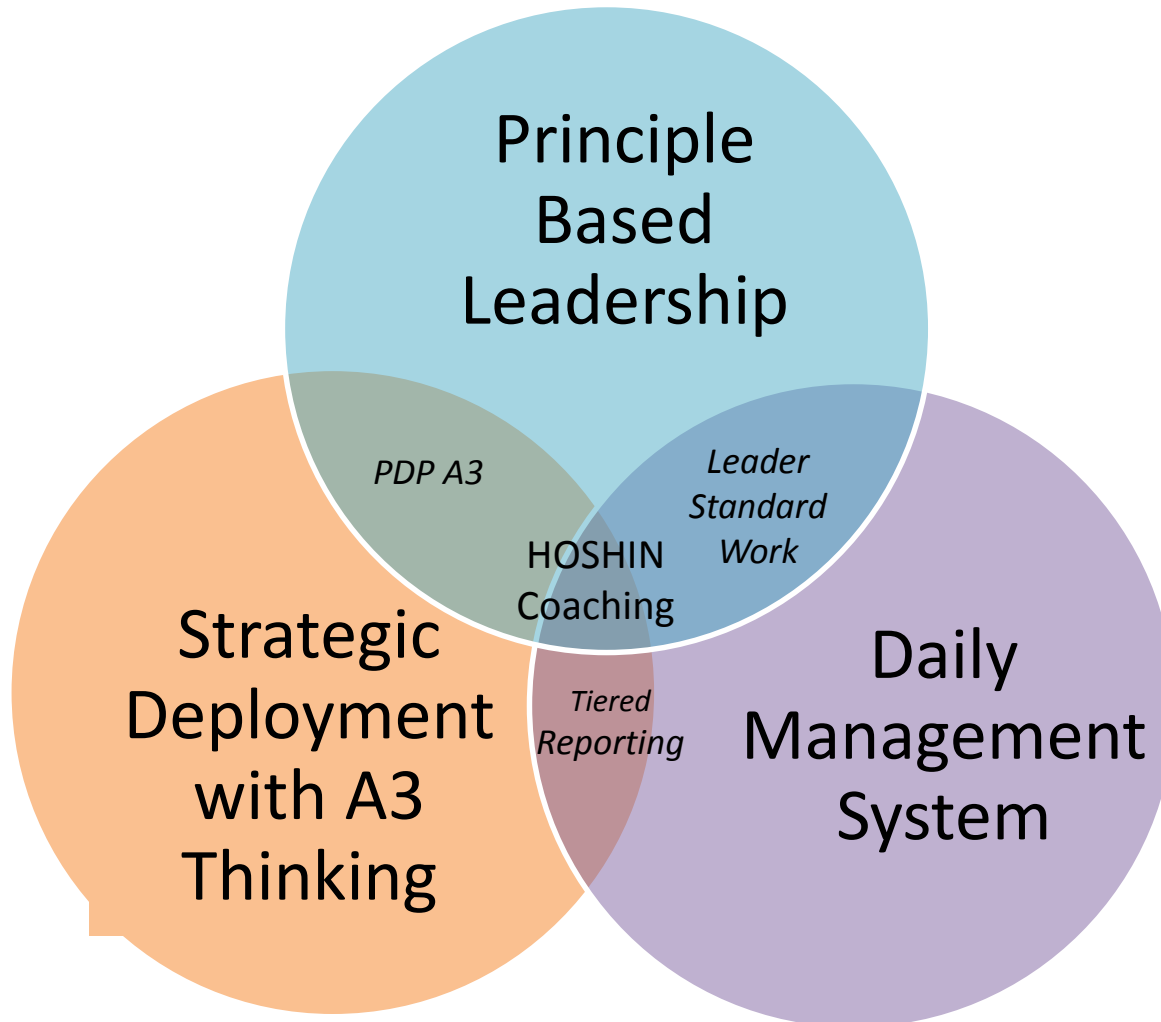 Principle
Based
Leadership
PDP A3
Leader
Standard
Work
HOSHIN
Coaching
Strategic
Deployment
with A3
Thinking
Tiered
Reporting
Daily
Management
System